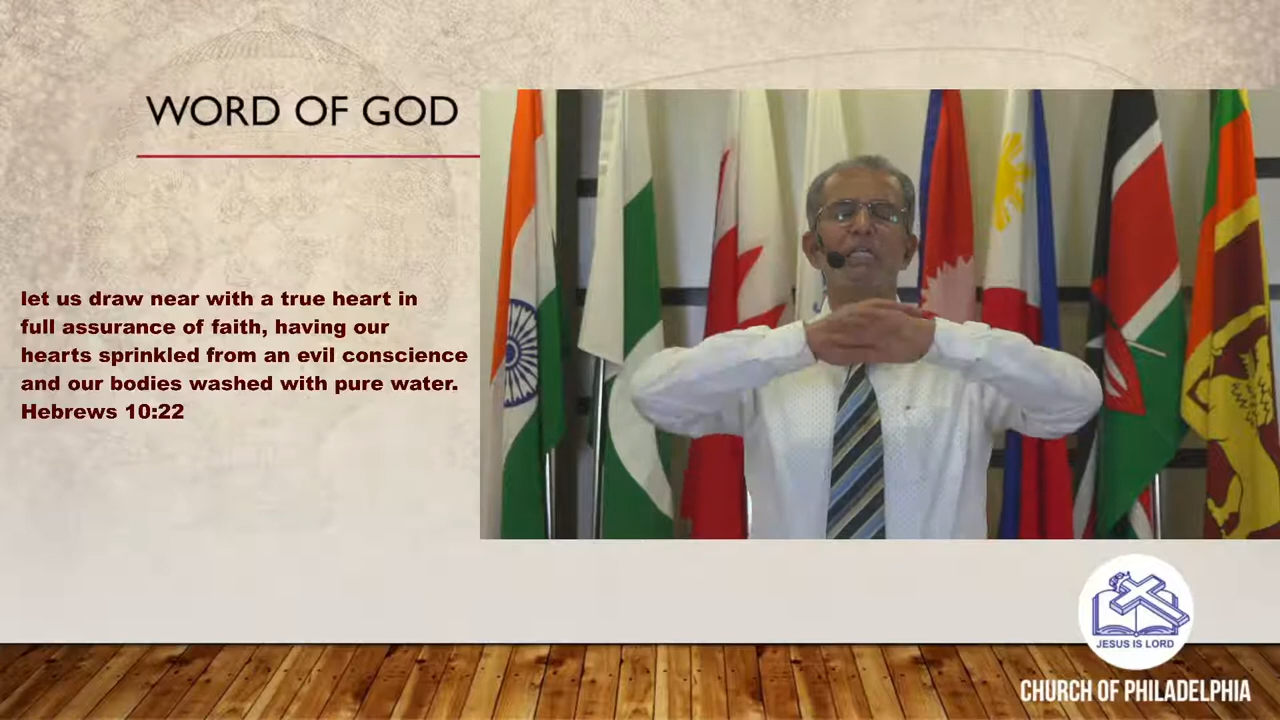 WORD OF GOD
let us draw near with a true heart in
full assurance of faith, having our
hearts sprinkled from an evil conscience
and our bodies washed with pure water.
Hebrews 10:22
JESUS IS LORD
CHURCH OF PHILADELPHIA